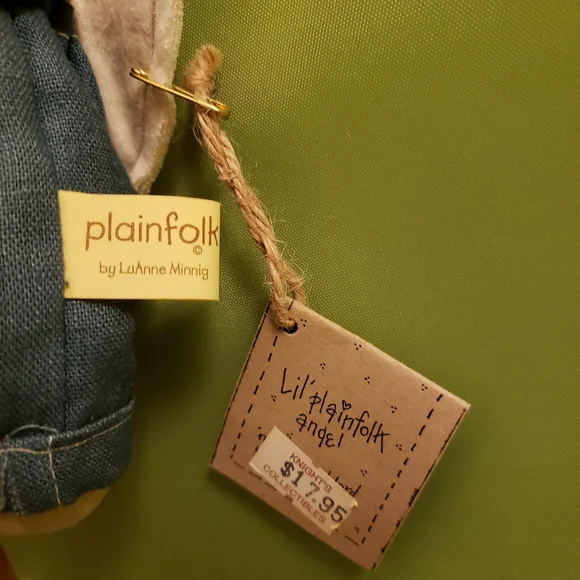 plainfolk
©
by LaAnne Minnig
Lil' plainfolk
angel
KNIGHT'S
$17.95
COLLECTIBLES